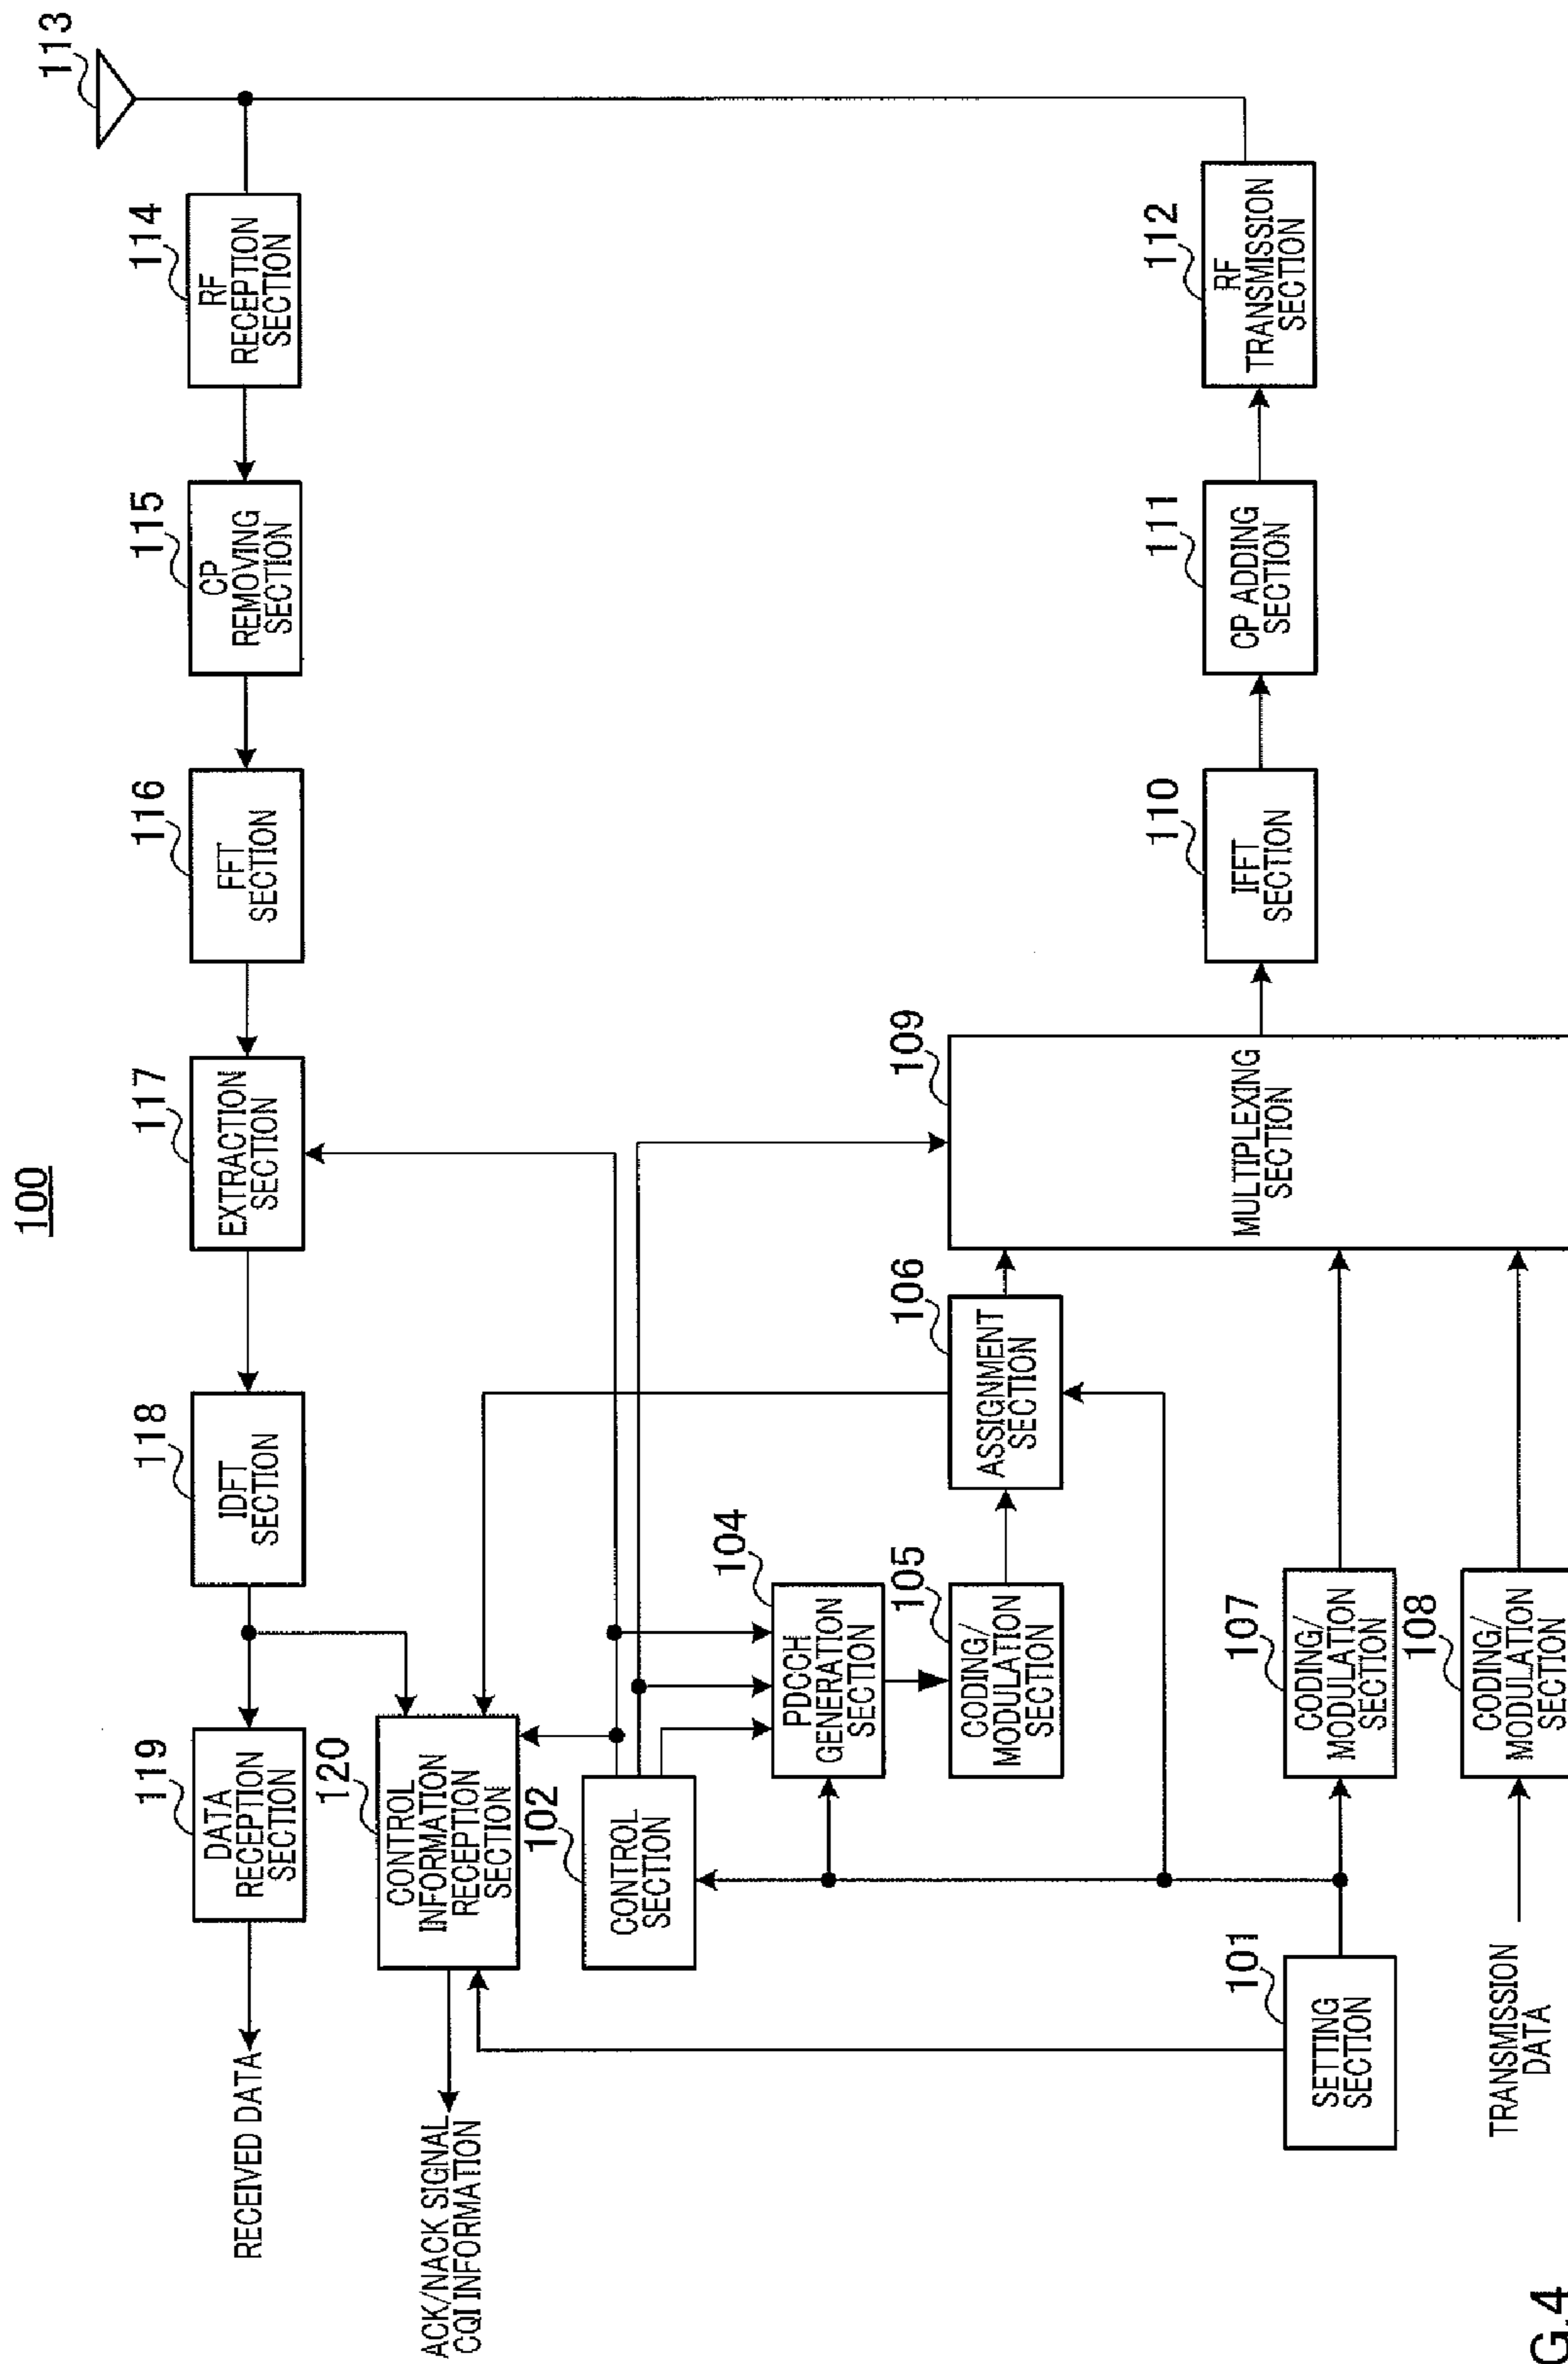 100
RECEIVED DATA
119
DATA
RECEPTION
SECTION
118
IDFT
SECTION
117
EXTRACTION
SECTION
116
FFT
SECTION
115
CP
REMOVING
SECTION
114
RF
RECEPTION
SECTION
113
ACK/NACK SIGNAL
CQI INFORMATION
120
CONTROL
INFORMATION
RECEPTION
SECTION
102
CONTROL
SECTION
104
PDCCH
GENERATION
SECTION
105
CODING/
MODULATION
SECTION
106
ASSIGNMENT
SECTION
109
MULTIPLEXING
SECTION
110
IFFT
SECTION
111
CP ADDING
SECTION
112
RF
TRANSMISSION
SECTION
101
SETTING
SECTION
107
CODING/
MODULATION
SECTION
TRANSMISSION
DATA
108
CODING/
MODULATION
SECTION
G.4